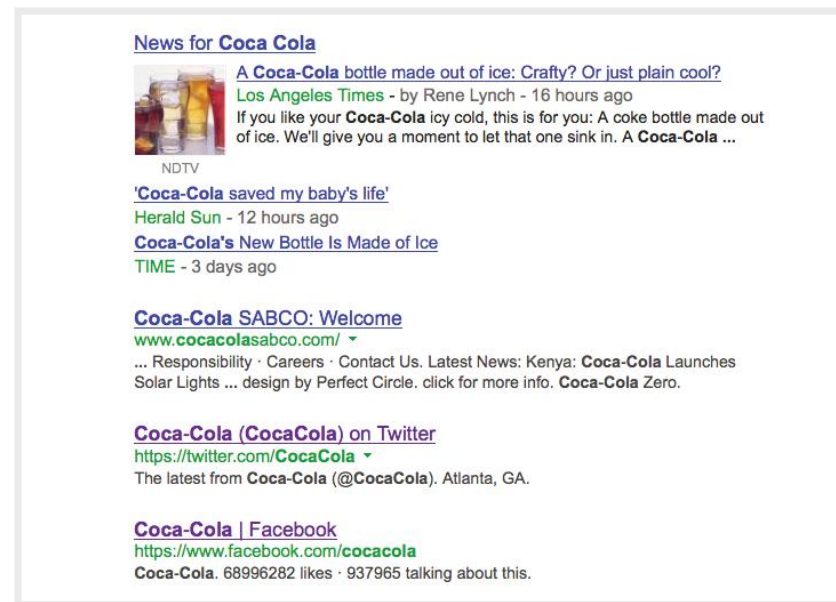 News for Coca Cola
A Coca-Cola bottle made out of ice: Crafty? Or just plain cool?
Los Angeles Times - by Rene Lynch - 16 hours ago
If you like your Coca-Cola icy cold, this is for you: A coke bottle made out
of ice. We'll give you a moment to let that one sink in. A Coca-Cola ...
NDTV
'Coca-Cola saved my baby's life'
Herald Sun - 12 hours ago
Coca-Cola's New Bottle Is Made of Ice
TIME - 3 days ago
Coca-Cola SABCO: Welcome
www.cocacolasabco.com/
... Responsibility · Careers · Contact Us. Latest News: Kenya: Coca-Cola Launches
Solar Lights ... design by Perfect Circle. click for more info. Coca-Cola Zero.
Coca-Cola (CocaCola) on Twitter
https://twitter.com/CocaCola
The latest from Coca-Cola (@CocaCola). Atlanta, GA.
Coca-Cola | Facebook
https://www.facebook.com/cocacola
Coca-Cola. 68996282 likes · 937965 talking about this.